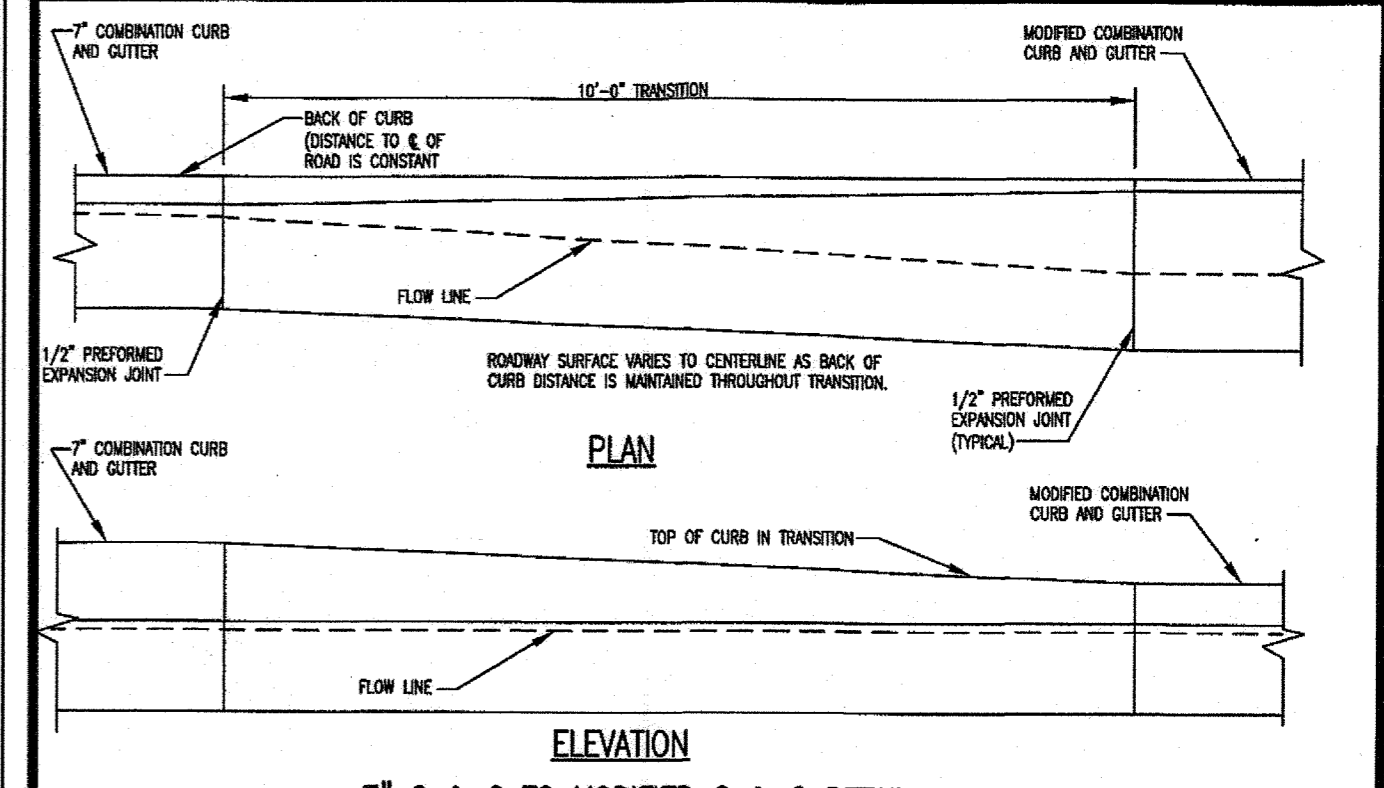 7" COMBINATION CURB
AND GUTTER
MODIFIED COMBINATION
CURB AND GUTTER
10'-0" TRANSITION
BACK OF CURB
(DISTANCE TO ℄ OF
ROAD IS CONSTANT
FLOW LINE
1/2" PREFORMED
EXPANSION JOINT
ROADWAY SURFACE VARIES TO CENTERLINE AS BACK OF
CURB DISTANCE IS MAINTAINED THROUGHOUT TRANSITION.
1/2" PREFORMED
EXPANSION JOINT
(TYPICAL)
PLAN
7" COMBINATION CURB
AND GUTTER
MODIFIED COMBINATION
CURB AND GUTTER
TOP OF CURB IN TRANSITION
FLOW LINE
ELEVATION